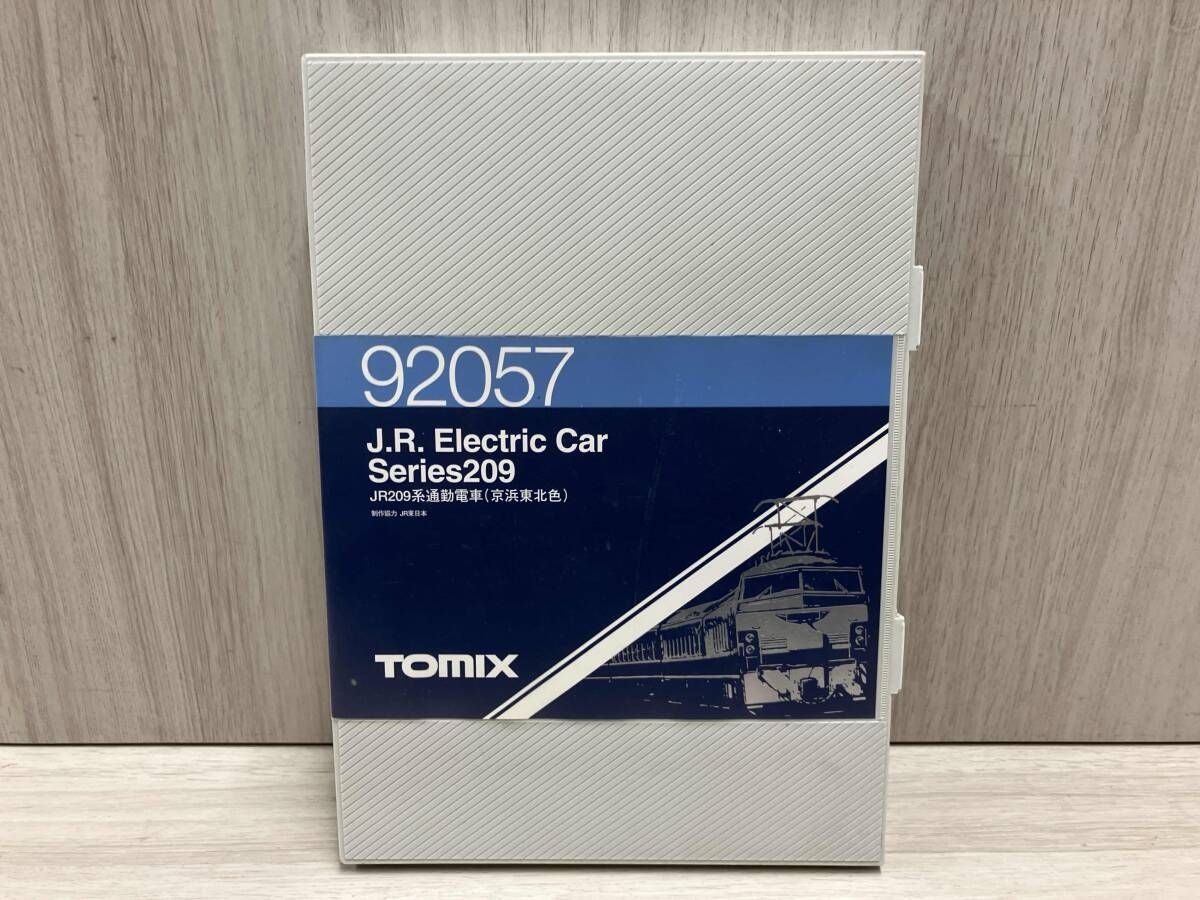 92057
J.R. Electric Car
Series209
JR209系通勤電車(京浜東北色)
制作協力 JR東日本
TOMIX